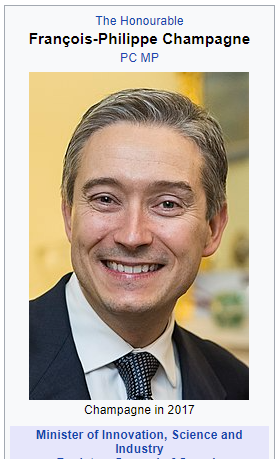 The Honourable
François-Philippe Champagne
PC MP
Champagne in 2017
Minister of Innovation, Science and
Industry